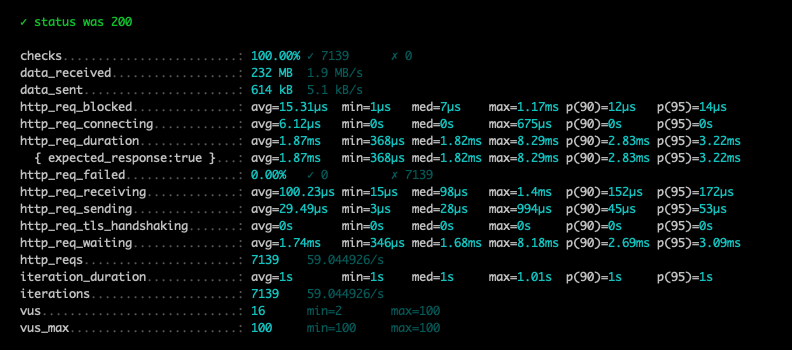 ✓ status was 200
checks.........................: 100.00% ✓ 7139 ✗ 0
data_received..................: 232 MB 1.9 MB/s
data_sent......................: 614 kB 5.1 kB/s
http_req_blocked...............: avg=15.31µs min=1µs med=7µs max=1.17ms p(90)=12µs p(95)=14µs
http_req_connecting............: avg=6.12µs min=0s med=0s max=675µs p(90)=0s p(95)=0s
http_req_duration..............: avg=1.87ms min=368µs med=1.82ms max=8.29ms p(90)=2.83ms p(95)=3.22ms
{ expected_response:true }...: avg=1.87ms min=368µs med=1.82ms max=8.29ms p(90)=2.83ms p(95)=3.22ms
http_req_failed................: 0.00% ✓ 0 ✗ 7139
http_req_receiving.............: avg=100.23µs min=15µs med=98µs max=1.4ms p(90)=152µs p(95)=172µs
http_req_sending...............: avg=29.49µs min=3µs med=28µs max=994µs p(90)=45µs p(95)=53µs
http_req_tls_handshaking.......: avg=0s min=0s med=0s max=0s p(90)=0s p(95)=0s
http_req_waiting...............: avg=1.74ms min=346µs med=1.68ms max=8.18ms p(90)=2.69ms p(95)=3.09ms
http_reqs......................: 7139 59.044926/s
iteration_duration.............: avg=1s min=1s med=1s max=1.01s p(90)=1s p(95)=1s
iterations.....................: 7139 59.044926/s
vus............................: 16 min=2 max=100
vus_max........................: 100 min=100 max=100